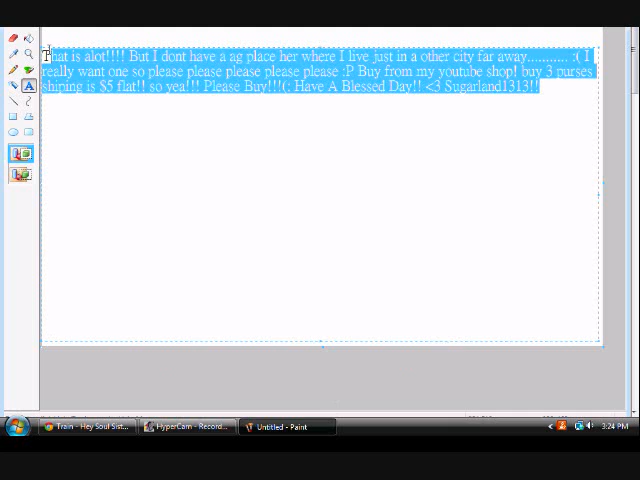 That is alot!!!! But I dont have a ag place her where I live just in a other city far away........... :( I
really want one so please please please please please :P Buy from my youtube shop! buy 3 purses
shiping is $5 flat!! so yea!!! Please Buy!!!(: Have A Blessed Day!! <3 Sugarland1313!!
A
Train - Hey Soul Sist...
HyperCam - Record...
Untitled - Paint
3:24 PM